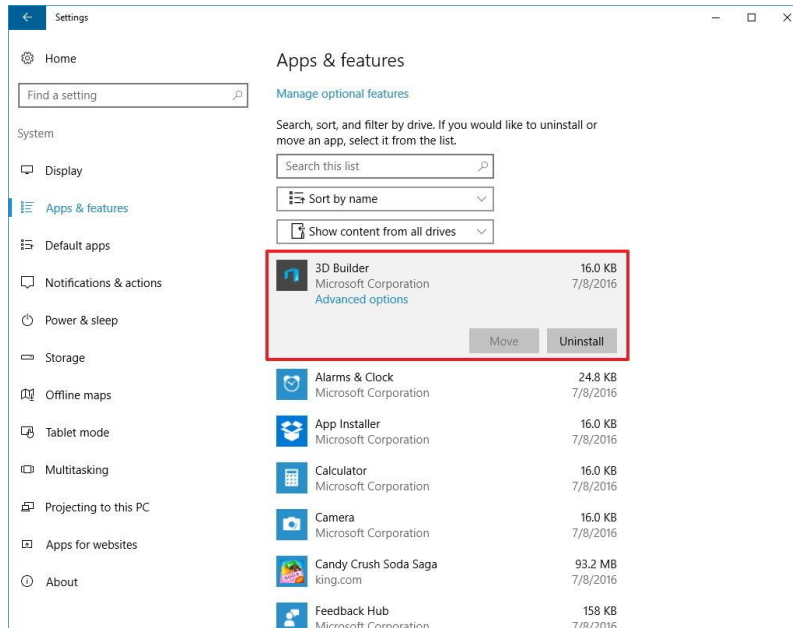 Settings
Home
Find a setting
System
Display
Apps & features
Default apps
Notifications & actions
Power & sleep
Storage
Offline maps
Tablet mode
Multitasking
Projecting to this PC
Apps for websites
About
Apps & features
Manage optional features
Search, sort, and filter by drive. If you would like to uninstall or
move an app, select it from the list.
Search this list
Sort by name
Show content from all drives
3D Builder 16.0 KB
Microsoft Corporation 7/8/2016
Advanced options
Move Uninstall
Alarms & Clock 24.8 KB
Microsoft Corporation 7/8/2016
App Installer 16.0 KB
Microsoft Corporation 7/8/2016
Calculator 16.0 KB
Microsoft Corporation 7/8/2016
Camera 16.0 KB
Microsoft Corporation 7/8/2016
Candy Crush Soda Saga 93.2 MB
king.com 7/8/2016
Feedback Hub 158 KB
Microsoft Corporation 7/8/2016